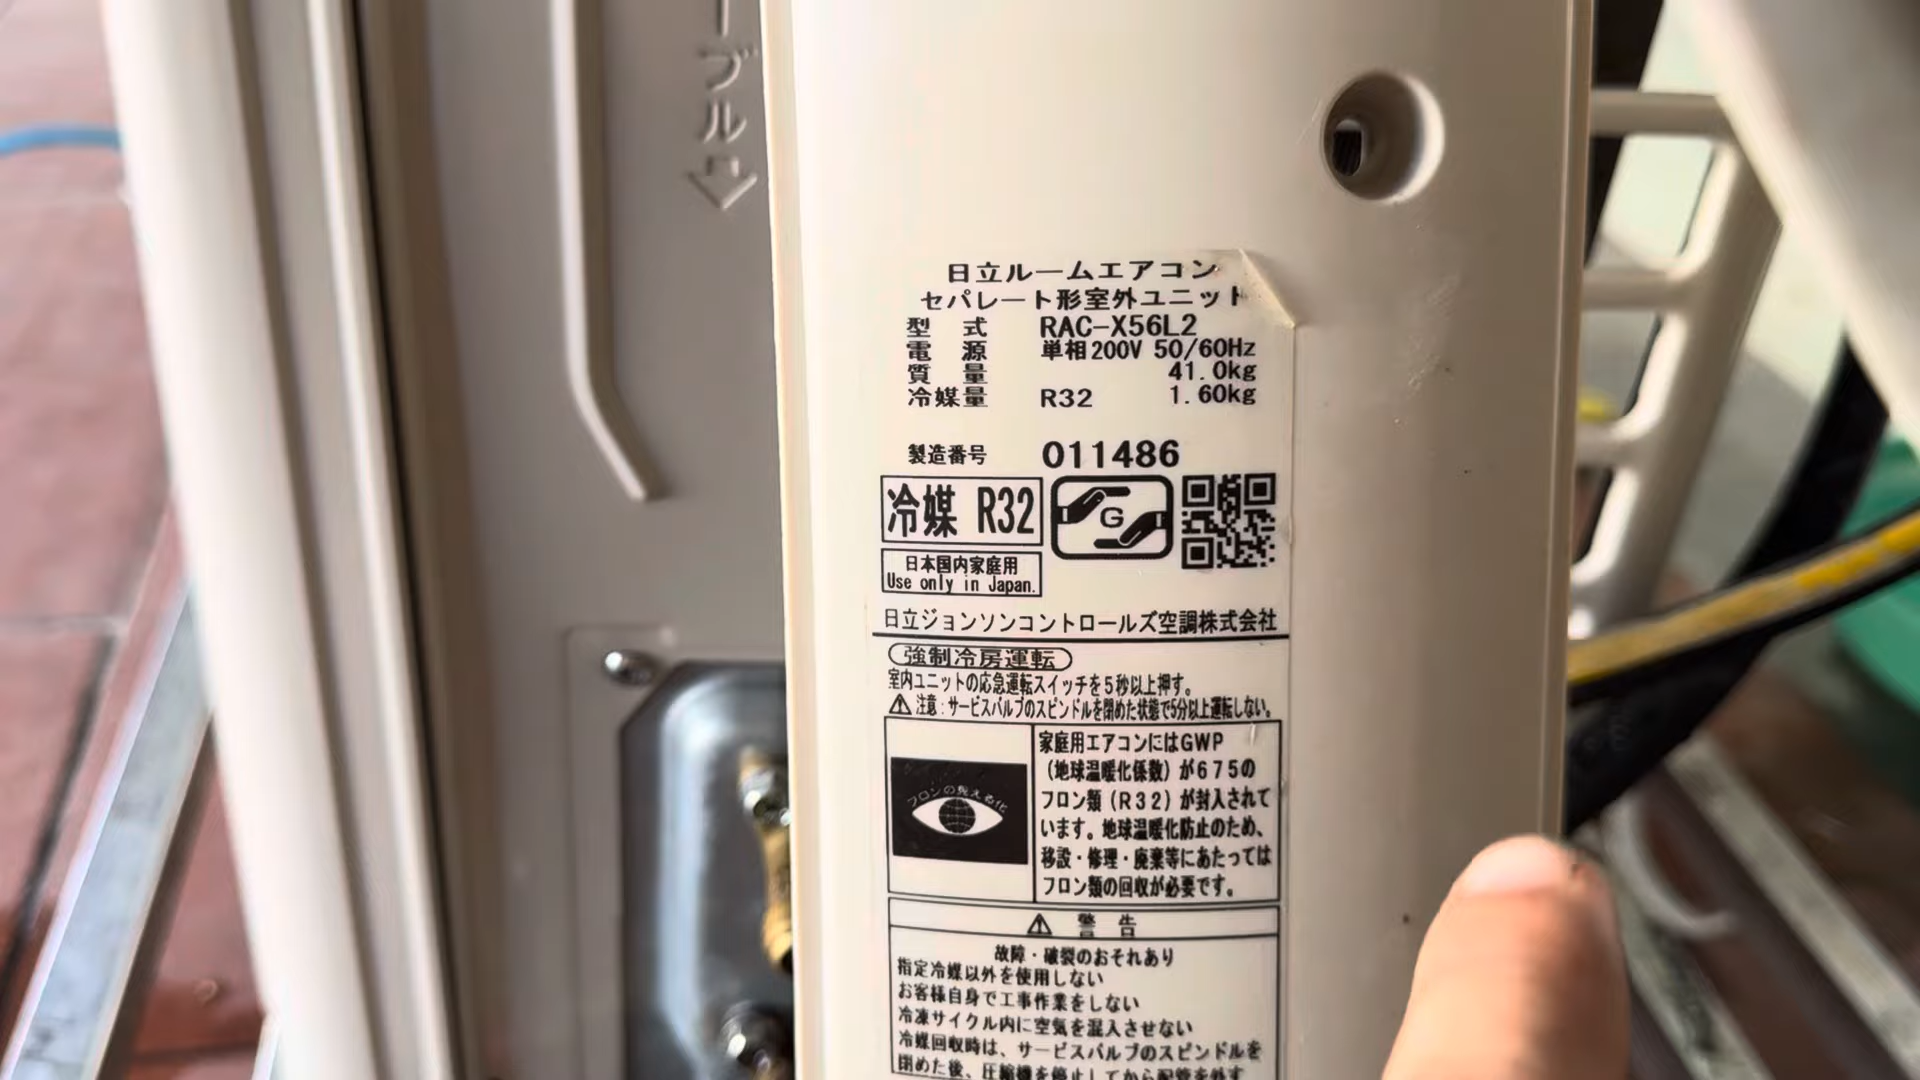 ーブル
日立ルームエアコン
セパレート形室外ユニット
型 式 RAC-X56L2
電 源 単相200V 50/60Hz
質 量 41.0kg
冷媒量 R32 1.60kg
製造番号 011486
冷媒 R32
G
日本国内家庭用
Use only in Japan.
日立ジョンソンコントロールズ空調株式会社
強制冷房運転
室内ユニットの応急運転スイッチを5秒以上押す。
⚠注意:サービスバルブのスピンドルを閉めた状態で5分以上運転しない。
フロンの見える化
家庭用エアコンにはGWP
(地球温暖化係数)が675の
フロン類(R32)が封入されて
います。地球温暖化防止のため、
移設・修理・廃棄等にあたっては
フロン類の回収が必要です。
⚠ 警 告
故障・破裂のおそれあり
指定冷媒以外を使用しない
お客様自身で工事作業をしない
冷凍サイクル内に空気を混入させない
冷媒回収時は、サービスバルブのスピンドルを
閉めた後、圧縮機を停止してから配管を外す